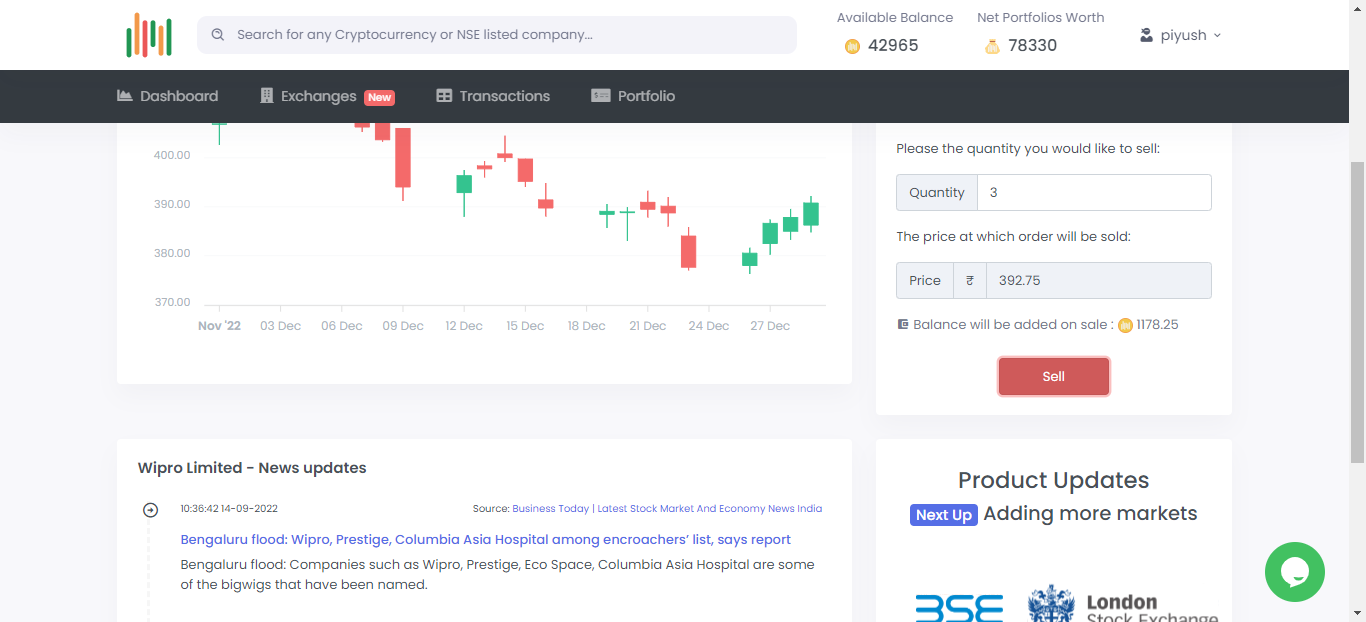 Search for any Cryptocurrency or NSE listed company...
Available Balance
42965
Net Portfolios Worth
78330
piyush
Dashboard
Exchanges New
Transactions
Portfolio
400.00
390.00
380.00
370.00
Nov '22 03 Dec 06 Dec 09 Dec 12 Dec 15 Dec 18 Dec 21 Dec 24 Dec 27 Dec
Please the quantity you would like to sell:
Quantity 3
The price at which order will be sold:
Price ₹ 392.75
Balance will be added on sale : 1178.25
Sell
Wipro Limited - News updates
10:36:42 14-09-2022
Source: Business Today | Latest Stock Market And Economy News India
Bengaluru flood: Wipro, Prestige, Columbia Asia Hospital among encroachers’ list, says report
Bengaluru flood: Companies such as Wipro, Prestige, Eco Space, Columbia Asia Hospital are some
of the bigwigs that have been named.
Product Updates
Next Up Adding more markets
BSE
London
Stock Exchange